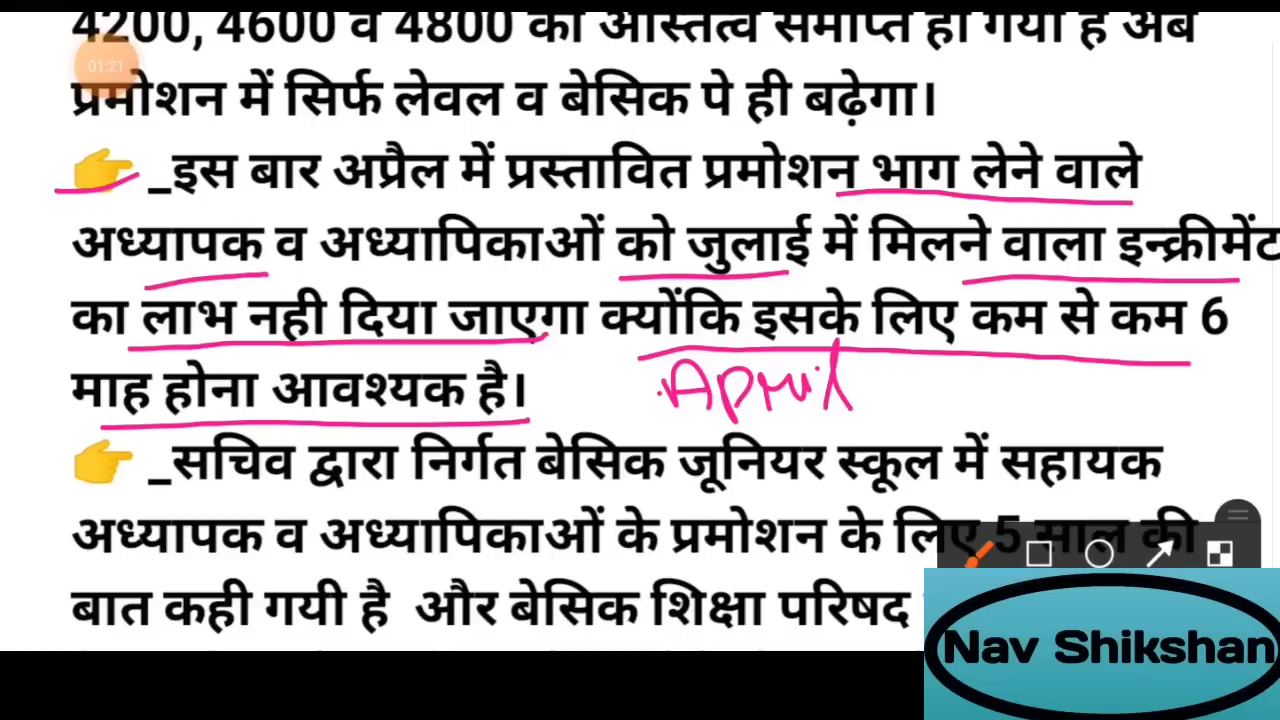 4200, 4600 व 4800 का अस्तित्व समाप्त हो गया है अब
01:21
प्रमोशन में सिर्फ लेवल व बेसिक पे ही बढ़ेगा।
👉 _इस बार अप्रैल में प्रस्तावित प्रमोशन भाग लेने वाले
अध्यापक व अध्यापिकाओं को जुलाई में मिलने वाला इन्क्रीमेंट
का लाभ नही दिया जाएगा क्योंकि इसके लिए कम से कम 6
माह होना आवश्यक है।
April
👉 _सचिव द्वारा निर्गत बेसिक जूनियर स्कूल में सहायक
अध्यापक व अध्यापिकाओं के प्रमोशन के लिए 5 साल की
बात कही गयी है और बेसिक शिक्षा परिषद
Nav Shikshan